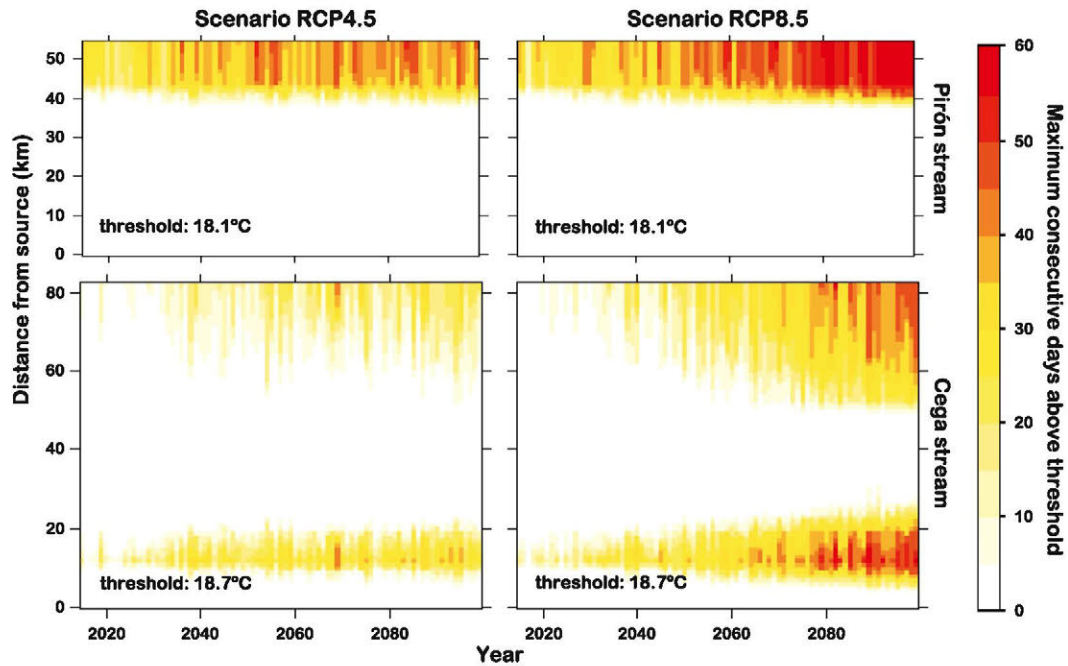 Scenario RCP4.5
Scenario RCP8.5
50
40
30
20
10
0
threshold: 18.1ºC
threshold: 18.1ºC
Pirón stream
80
60
40
20
0
threshold: 18.7ºC
threshold: 18.7ºC
Cega stream
2020 2040 2060 2080
2020 2040 2060 2080
Year
Distance from source (km)
60
50
40
30
20
10
0
Maximum consecutive days above threshold